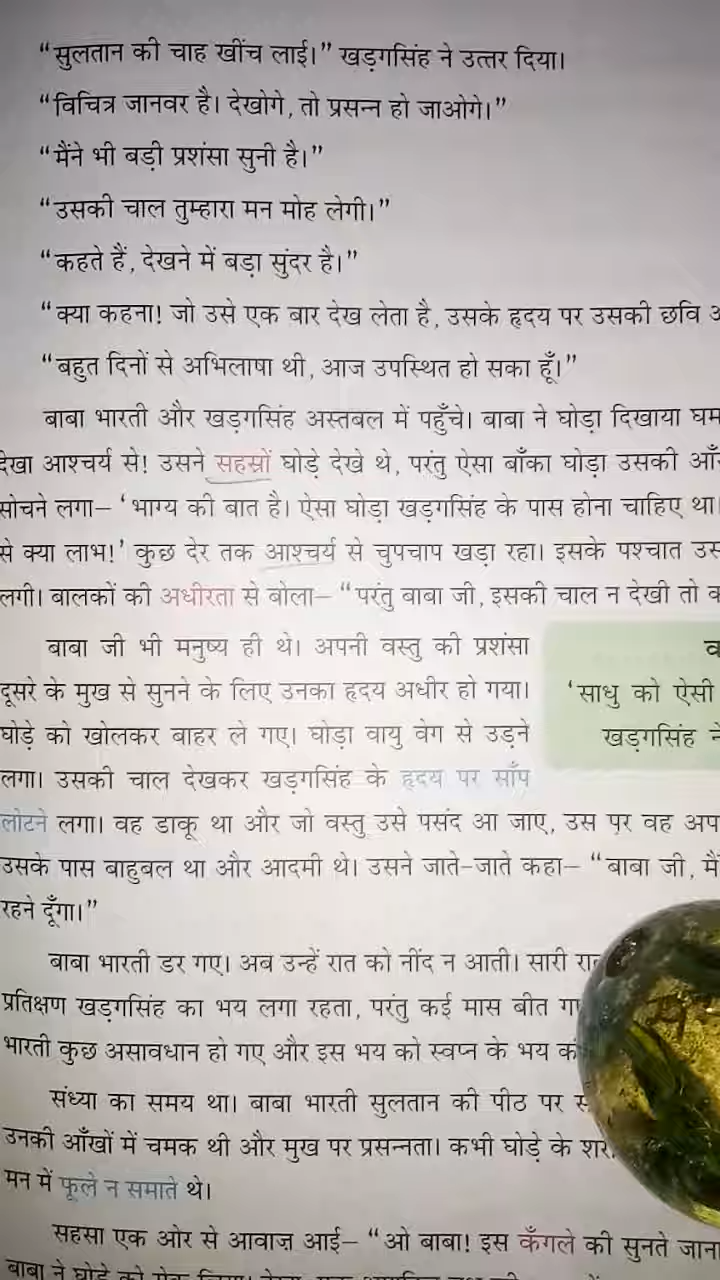 “सुलतान की चाह खींच लाई।” खड़गसिंह ने उत्तर दिया।
“विचित्र जानवर है। देखोगे, तो प्रसन्न हो जाओगे।”
“मैंने भी बड़ी प्रशंसा सुनी है।”
“उसकी चाल तुम्हारा मन मोह लेगी।”
“कहते हैं, देखने में बड़ा सुंदर है।”
“क्या कहना! जो उसे एक बार देख लेता है, उसके हृदय पर उसकी छवि
“बहुत दिनों से अभिलाषा थी, आज उपस्थित हो सका हूँ।”
बाबा भारती और खड़गसिंह अस्तबल में पहुँचे। बाबा ने घोड़ा दिखाया
देखा आश्चर्य से! उसने सहस्रों घोड़े देखे थे, परंतु ऐसा बाँका घोड़ा उसकी
सोचने लगा– ‘भाग्य की बात है। ऐसा घोड़ा खड़गसिंह के पास होना चाहिए था।
से क्या लाभ!’ कुछ देर तक आश्चर्य से चुपचाप खड़ा रहा। इसके पश्चात
लगी। बालकों की अधीरता से बोला– “परंतु बाबा जी, इसकी चाल न देखी तो
बाबा जी भी मनुष्य ही थे। अपनी वस्तु की प्रशंसा
दूसरे के मुख से सुनने के लिए उनका हृदय अधीर हो गया।
घोड़े को खोलकर बाहर ले गए। घोड़ा वायु वेग से उड़ने
लगा। उसकी चाल देखकर खड़गसिंह के हृदय पर साँप
‘साधु को ऐसी
खड़गसिंह ने
लोटने लगा। वह डाकू था और जो वस्तु उसे पसंद आ जाए, उस पर वह
उसके पास बाहुबल था और आदमी थे। उसने जाते-जाते कहा– “बाबा जी, मैं
रहने दूँगा।”
बाबा भारती डर गए। अब उन्हें रात को नींद न आती। सारी
प्रतिक्षण खड़गसिंह का भय लगा रहता, परंतु कई मास बीत
भारती कुछ असावधान हो गए और इस भय को स्वप्न के भय
संध्या का समय था। बाबा भारती सुलतान की पीठ पर
उनकी आँखों में चमक थी और मुख पर प्रसन्नता। कभी घोड़े के
मन में फूले न समाते थे।
सहसा एक ओर से आवाज़ आई– “ओ बाबा! इस कँगले की सुनते जाना
बाबा ने घोड़े को